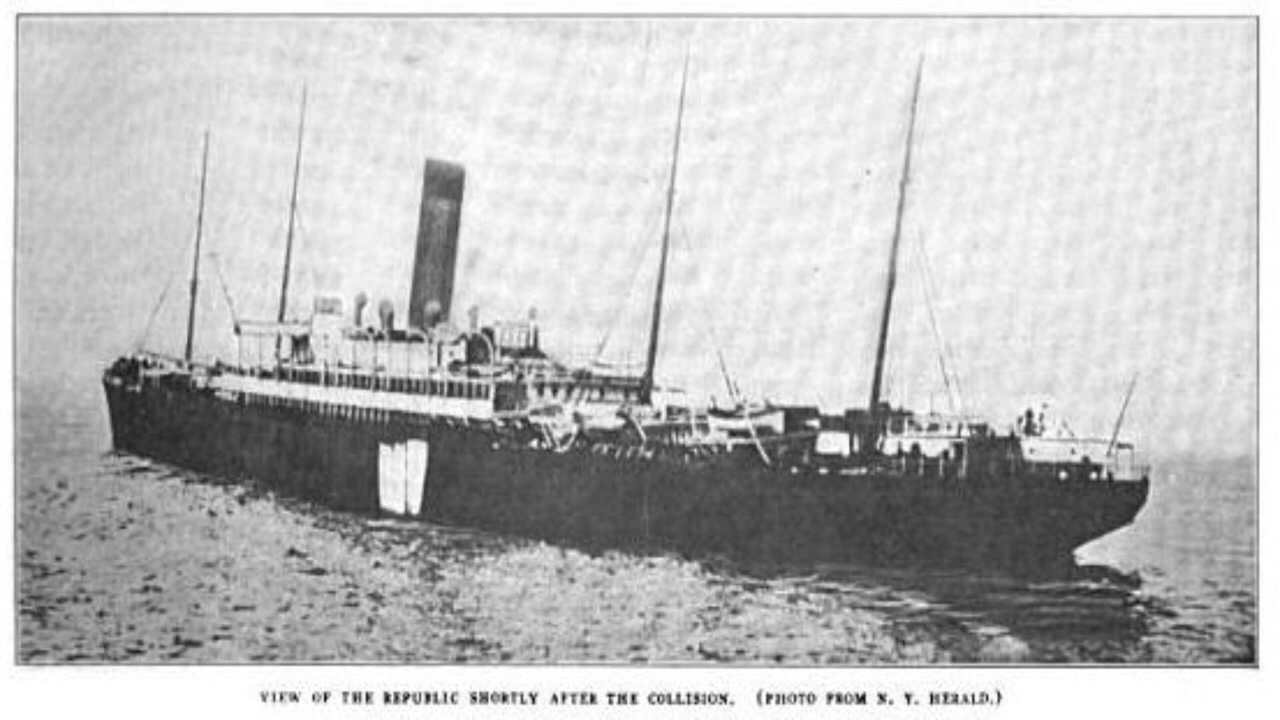 VIEW OF THE REPUBLIC SHORTLY AFTER THE COLLISION. (PHOTO FROM N. Y. HERALD.)